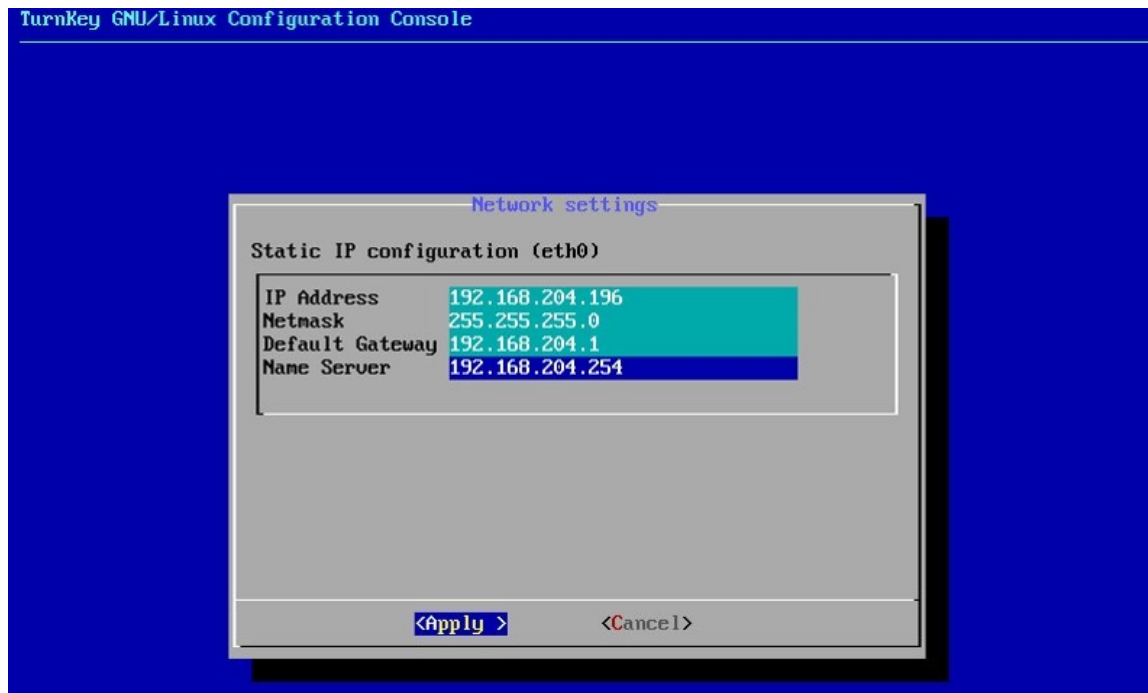 TurnKey GNU/Linux Configuration Console
Network settings
Static IP configuration (eth0)
IP Address 192.168.204.196
Netmask 255.255.255.0
Default Gateway 192.168.204.1
Name Server 192.168.204.254
<Apply > <Cancel>